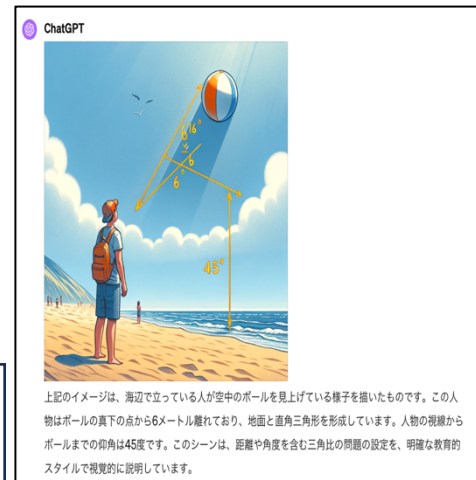 ChatGPT
16°
6
6°
45°
上記のイメージは、海辺で立っている人が空中のボールを見上げている様子を描いたものです。この人
物はボールの真下の点から6メートル離れており、地面と直角三角形を形成しています。人物の視線から
ボールまでの仰角は45度です。このシーンは、距離や角度を含む三角比の問題の設定を、明確な教育的
スタイルで視覚的に説明しています。